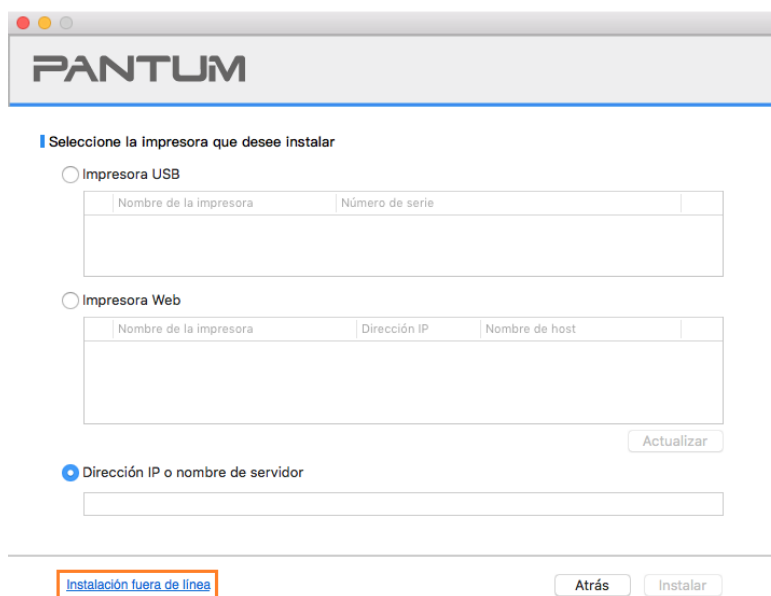 PANTUM
Seleccione la impresora que desee instalar
Impresora USB
Nombre de la impresora Número de serie
Impresora Web
Nombre de la impresora Dirección IP Nombre de host
Actualizar
Dirección IP o nombre de servidor
Instalación fuera de línea Atrás Instalar